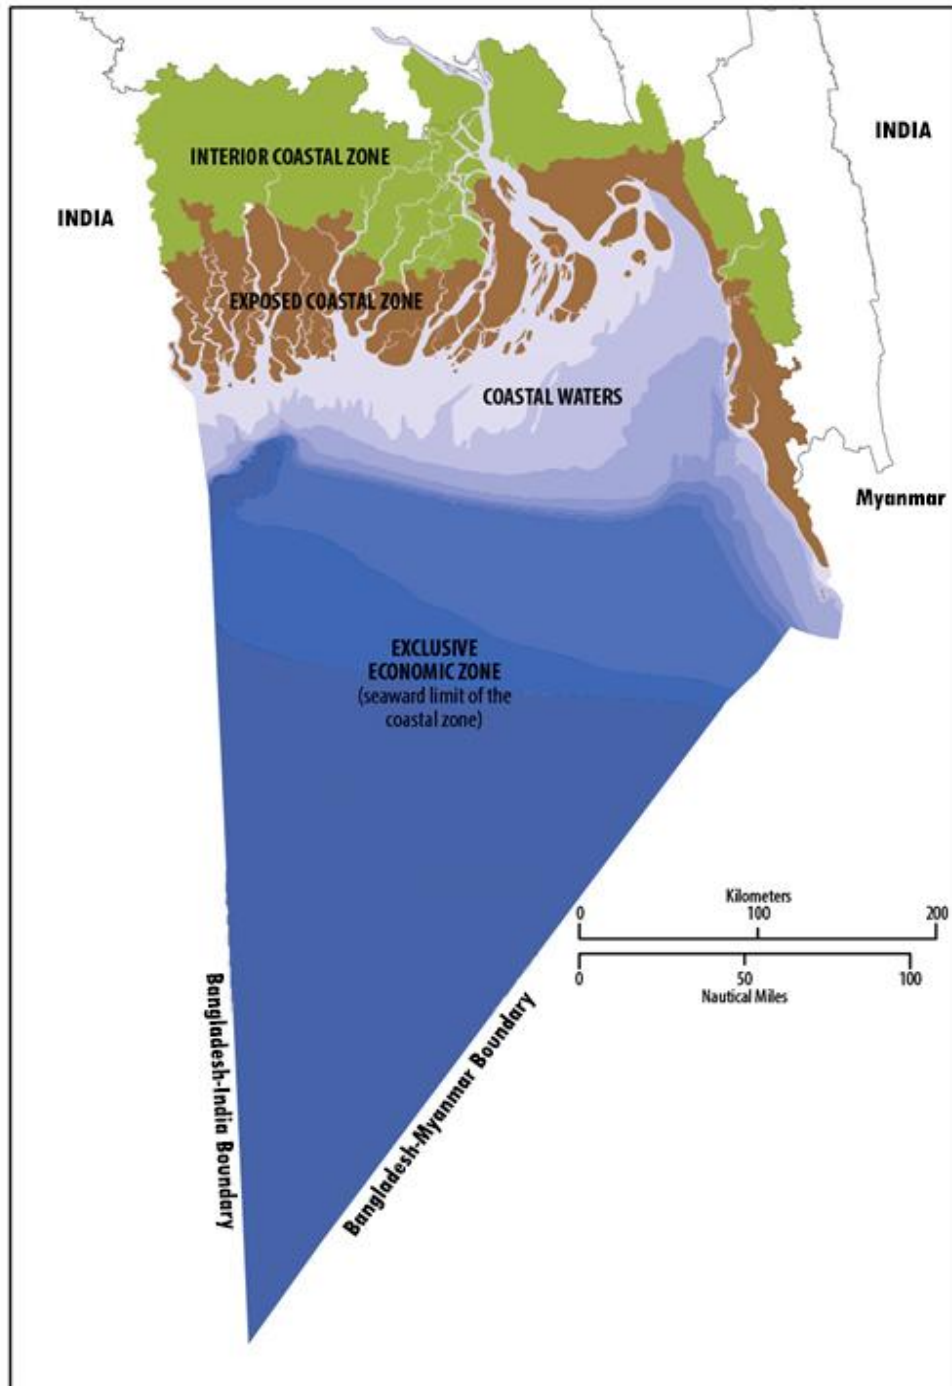 INDIA
INTERIOR COASTAL ZONE
INDIA
EXPOSED COASTAL ZONE
COASTAL WATERS
Myanmar
EXCLUSIVE
ECONOMIC ZONE
(seaward limit of the
coastal zone)
Kilometers
0 100 200
0 50 100
Nautical Miles
Bangladesh-India Boundary
Bangladesh-Myanmar Boundary